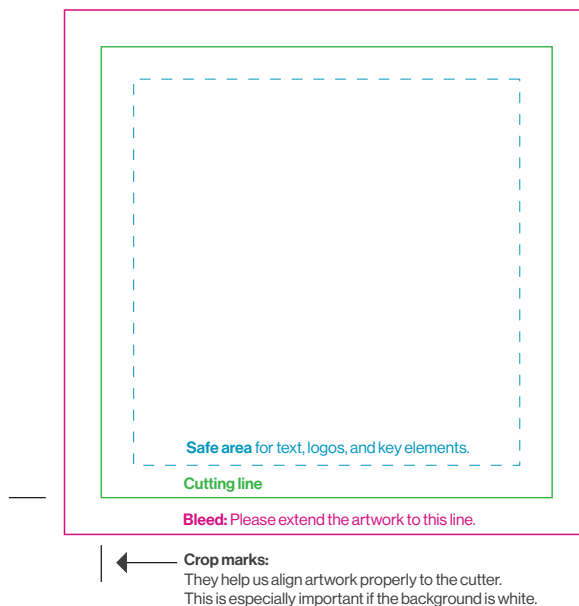 Safe area for text, logos, and key elements.
Cutting line
Bleed: Please extend the artwork to this line.
Crop marks:
They help us align artwork properly to the cutter.
This is especially important if the background is white.